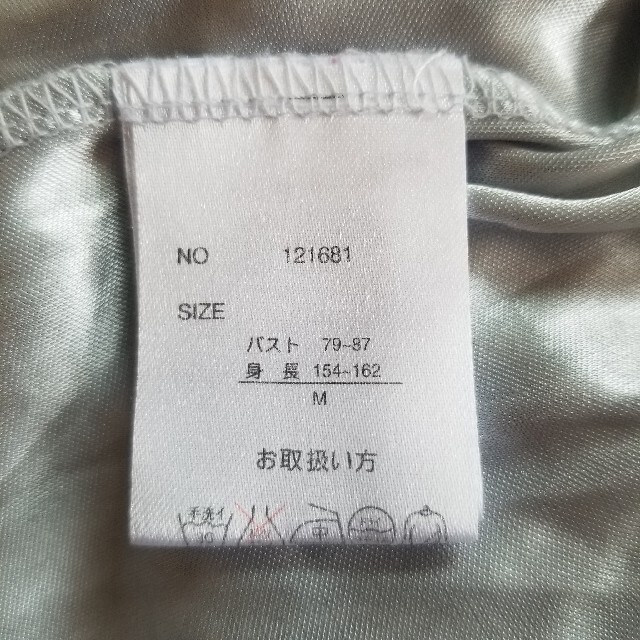 NO 121681
SIZE
バスト 79~87
身長 154~162
M
お取扱い方
手洗イ